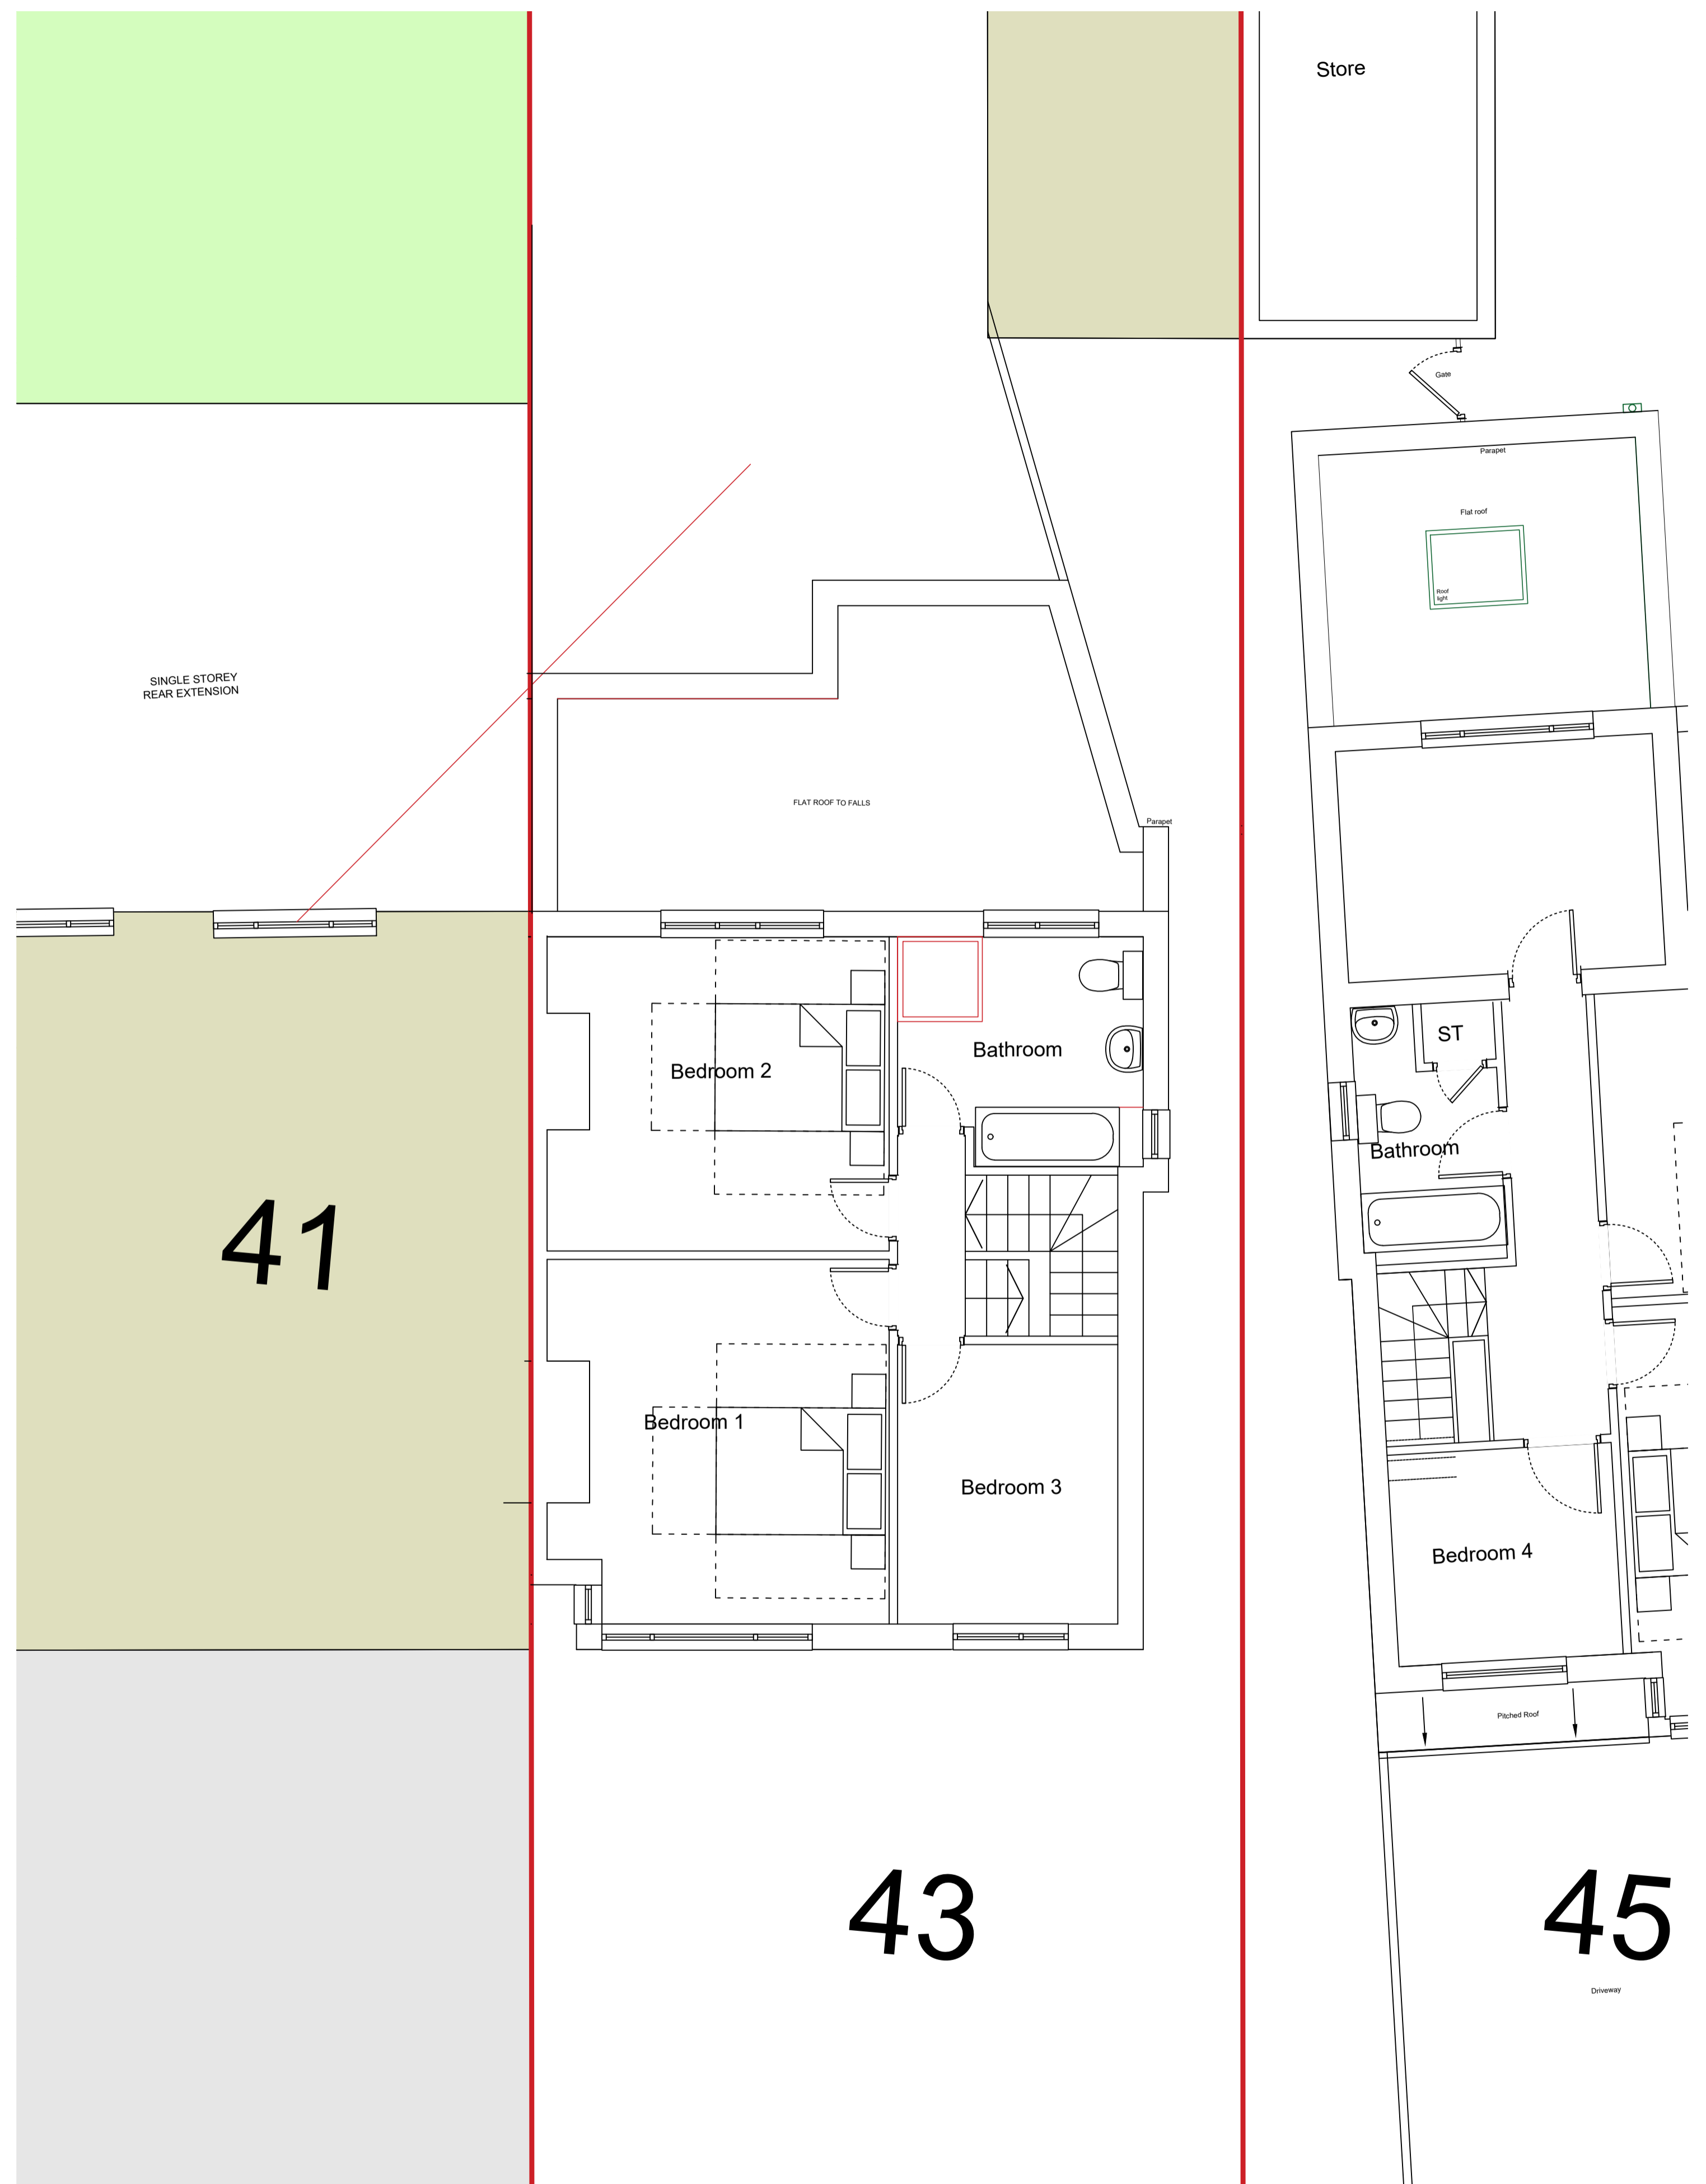 Store
Gate
Parapet
Flat roof
Roof
light
SINGLE STOREY
REAR EXTENSION
FLAT ROOF TO FALLS
Parapet
ST
Bathroom
Bedroom 2
Bathroom
41
Bedroom 1
Bedroom 3
Bedroom 4
Pitched Roof
43
45
Driveway